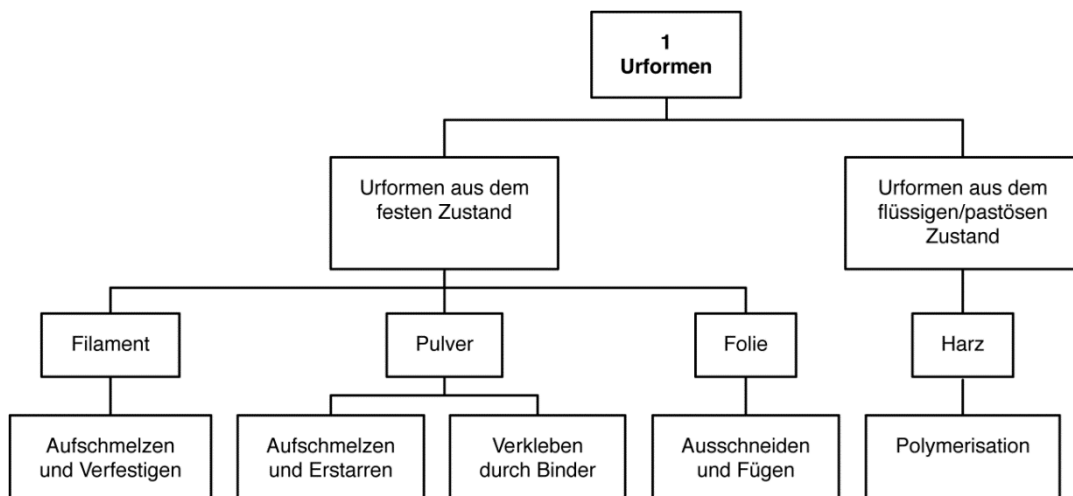 1
Urformen
Urformen aus dem
festen Zustand
Urformen aus dem
flüssigen/pastösen
Zustand
Filament
Pulver
Folie
Harz
Aufschmelzen
und Verfestigen
Aufschmelzen
und Erstarren
Verkleben
durch Binder
Ausschneiden
und Fügen
Polymerisation